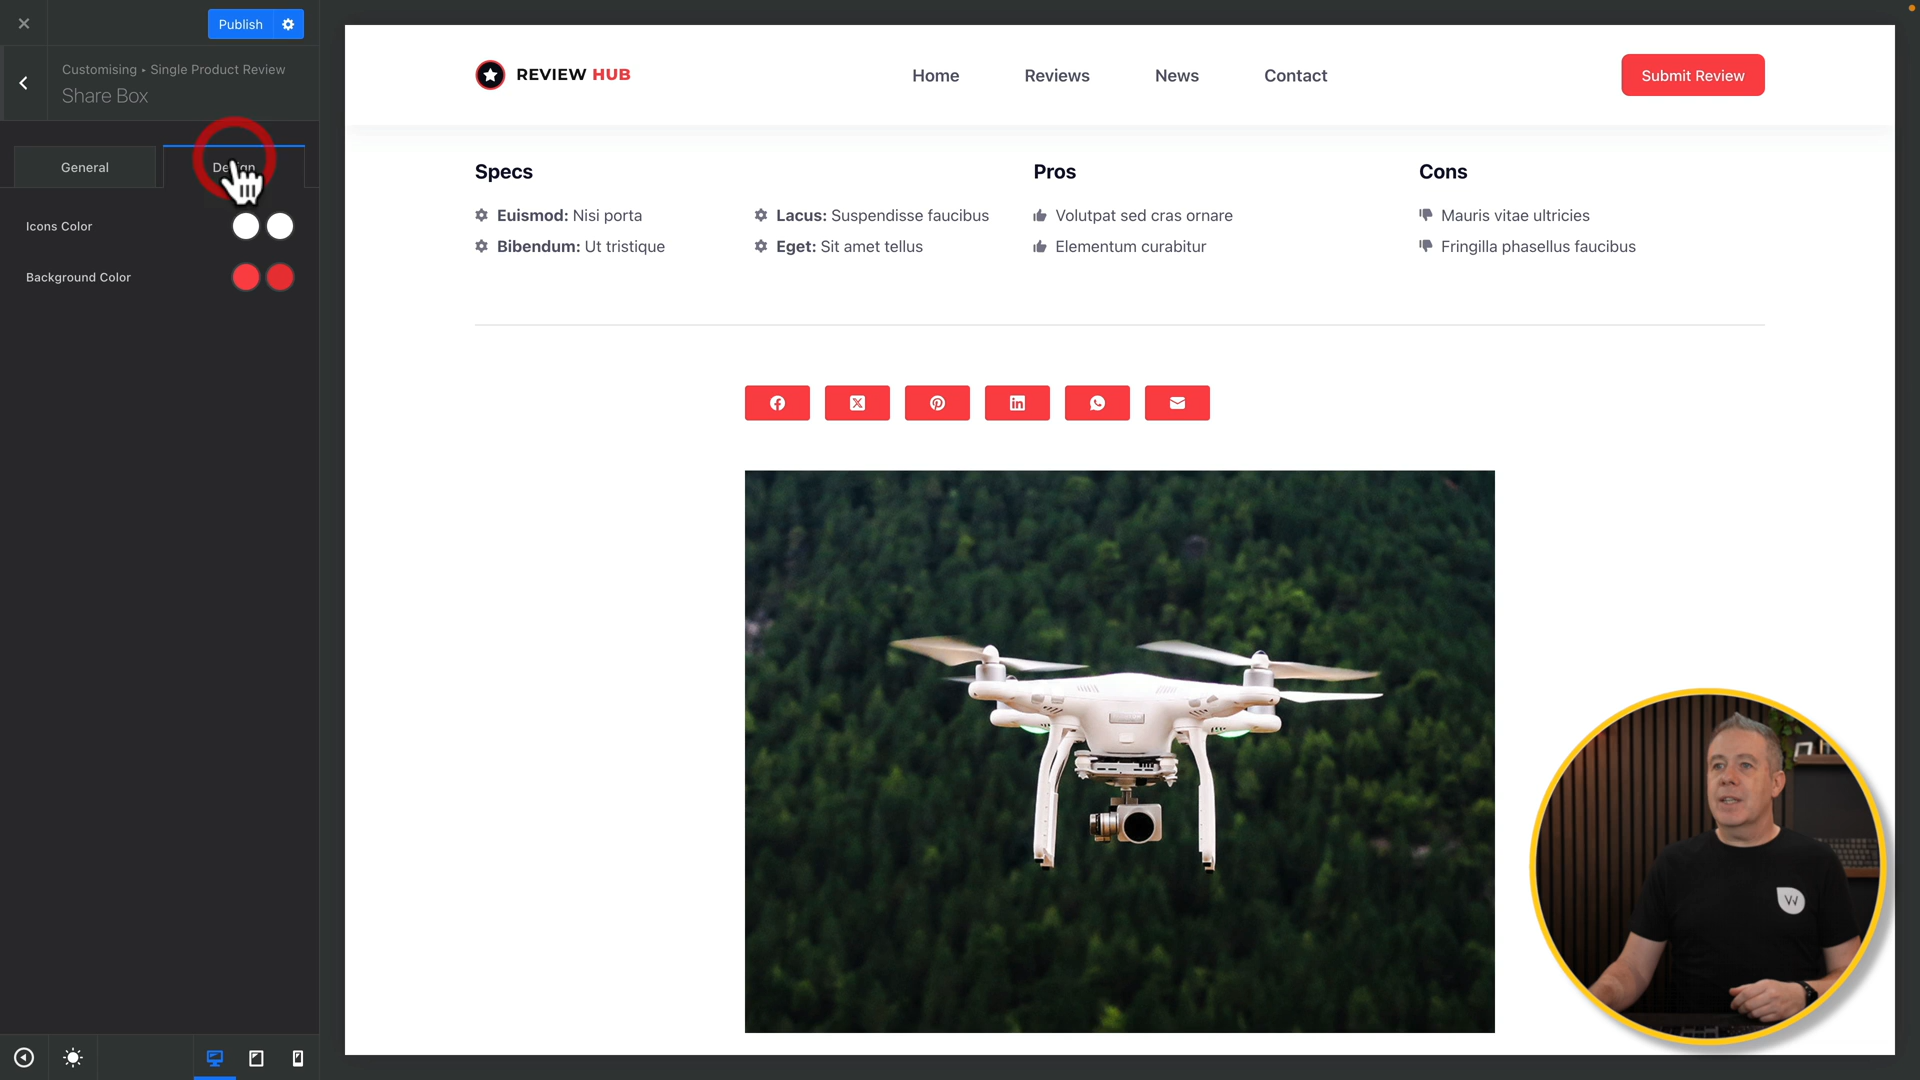 Publish
Customising • Single Product Review
Share Box
General
Design
Icons Color
Background Color
REVIEW HUB
Home
Reviews
News
Contact
Submit Review
Specs
Euismod: Nisi porta
Bibendum: Ut tristique
Lacus: Suspendisse faucibus
Eget: Sit amet tellus
Pros
Volutpat sed cras ornare
Elementum curabitur
Cons
Mauris vitae ultricies
Fringilla phasellus faucibus
W